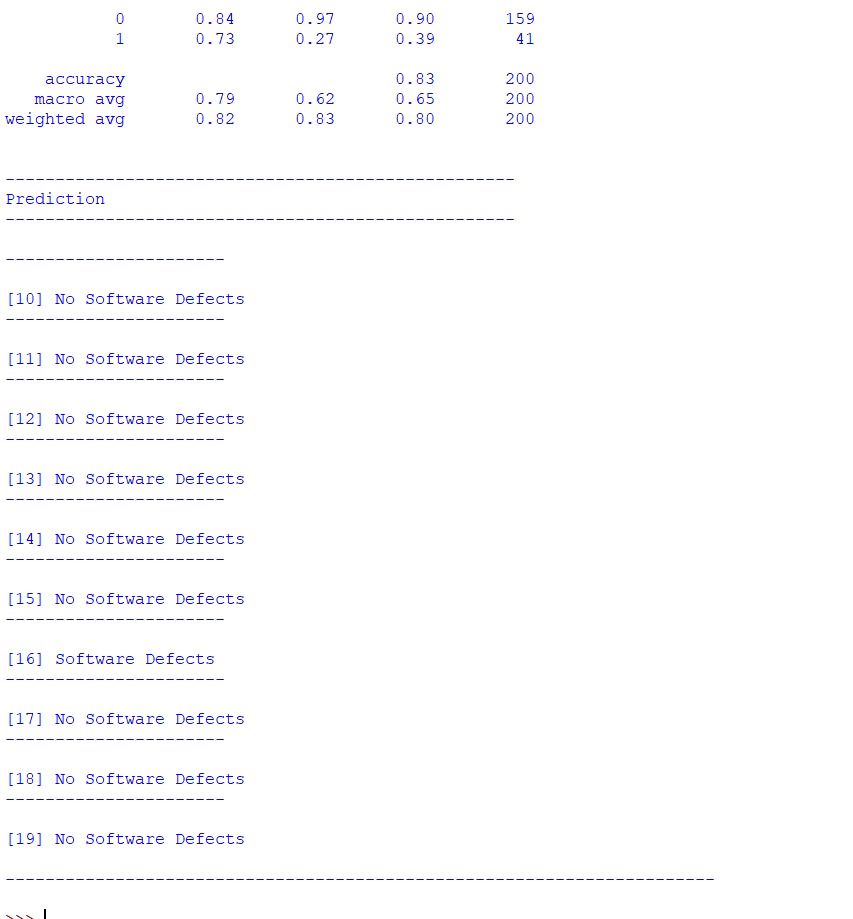 0 0.84 0.97 0.90 159
1 0.73 0.27 0.39 41
accuracy 0.83 200
macro avg 0.79 0.62 0.65 200
weighted avg 0.82 0.83 0.80 200
---------------------------------------------------
Prediction
---------------------------------------------------
----------------------
[10] No Software Defects
----------------------
[11] No Software Defects
----------------------
[12] No Software Defects
----------------------
[13] No Software Defects
----------------------
[14] No Software Defects
----------------------
[15] No Software Defects
----------------------
[16] Software Defects
----------------------
[17] No Software Defects
----------------------
[18] No Software Defects
----------------------
[19] No Software Defects
-----------------------------------------------------------------------
>>>